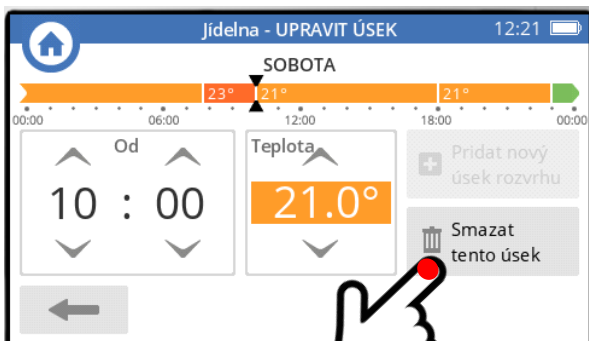 Jídelna - UPRAVIT ÚSEK 12:21
SOBOTA
23° 21° 21°
00:00 06:00 12:00 18:00 00:00
Od
10 : 00
Teplota
21.0°
Pridat nový
úsek rozvrhu
Smazat
tento úsek